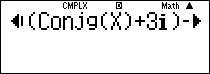 CMPLX D Math ▲
◀(Conjg(X)+3i)-▶